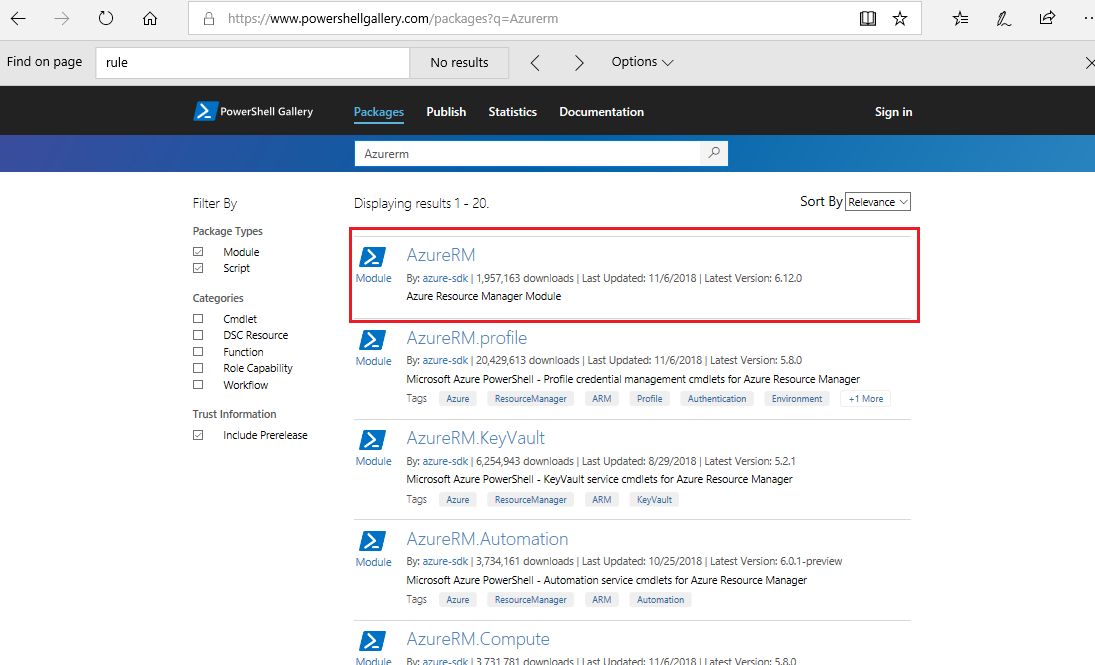 https://www.powershellgallery.com/packages?q=Azurerm
Find on page rule No results Options
PowerShell Gallery Packages Publish Statistics Documentation Sign in
Azurerm
Filter By
Package Types
Module
Script
Categories
Cmdlet
DSC Resource
Function
Role Capability
Workflow
Trust Information
Include Prerelease
Displaying results 1 - 20.
Sort By Relevance
AzureRM
Module
By: azure-sdk | 1,957,163 downloads | Last Updated: 11/6/2018 | Latest Version: 6.12.0
Azure Resource Manager Module
AzureRM.profile
Module
By: azure-sdk | 20,429,613 downloads | Last Updated: 11/6/2018 | Latest Version: 5.8.0
Microsoft Azure PowerShell - Profile credential management cmdlets for Azure Resource Manager
Tags Azure ResourceManager ARM Profile Authentication Environment +1 More
AzureRM.KeyVault
Module
By: azure-sdk | 6,254,943 downloads | Last Updated: 8/29/2018 | Latest Version: 5.2.1
Microsoft Azure PowerShell - KeyVault service cmdlets for Azure Resource Manager
Tags Azure ResourceManager ARM KeyVault
AzureRM.Automation
Module
By: azure-sdk | 3,734,161 downloads | Last Updated: 10/25/2018 | Latest Version: 6.0.1-preview
Microsoft Azure PowerShell - Automation service cmdlets for Azure Resource Manager
Tags Azure ResourceManager ARM Automation
AzureRM.Compute
Module
By: azure-sdk | 3,731,781 downloads | Last Updated: 11/6/2018 | Latest Version: 5.8.0